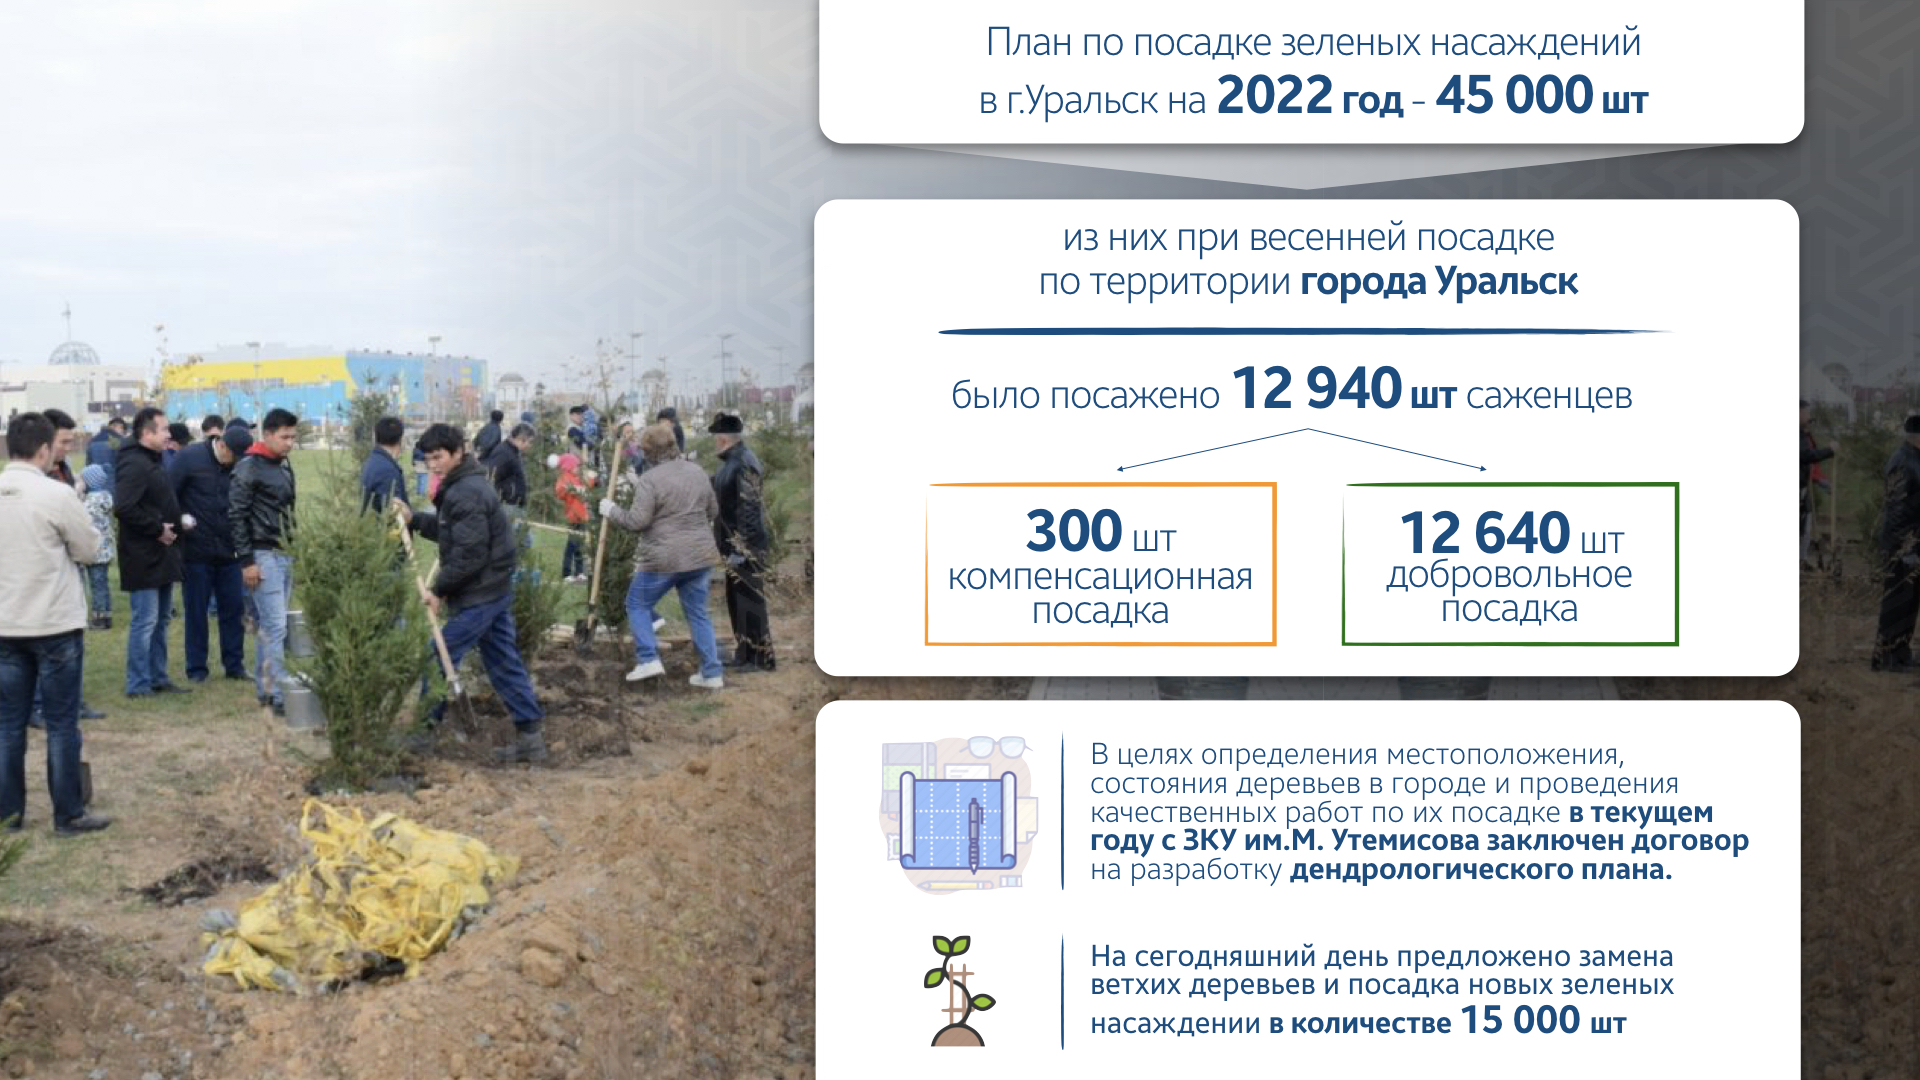 План по посадке зеленых насаждений
в г.Уральск на 2022 год - 45 000 шт
из них при весенней посадке
по территории города Уральск
было посажено 12 940 шт саженцев
300 шт
компенсационная
посадка
12 640 шт
добровольное
посадка
В целях определения местоположения,
состояния деревьев в городе и проведения
качественных работ по их посадке в текущем
году с ЗКУ им.М. Утемисова заключен договор
на разработку дендрологического плана.
На сегодняшний день предложено замена
ветхих деревьев и посадка новых зеленых
насаждении в количестве 15 000 шт